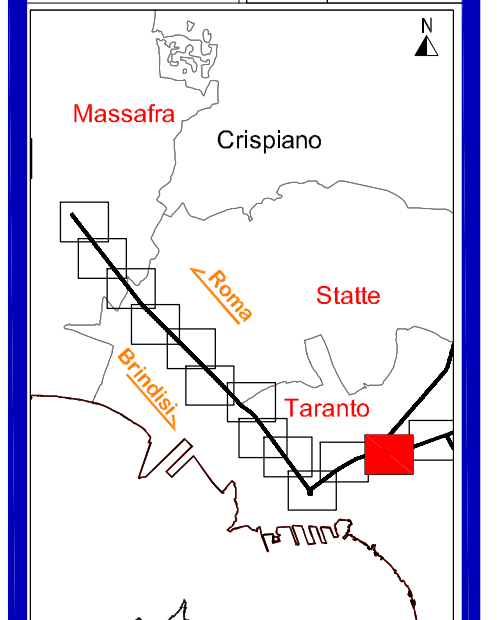 N
Massafra
Crispiano
Roma
Statte
Brindisi
Taranto